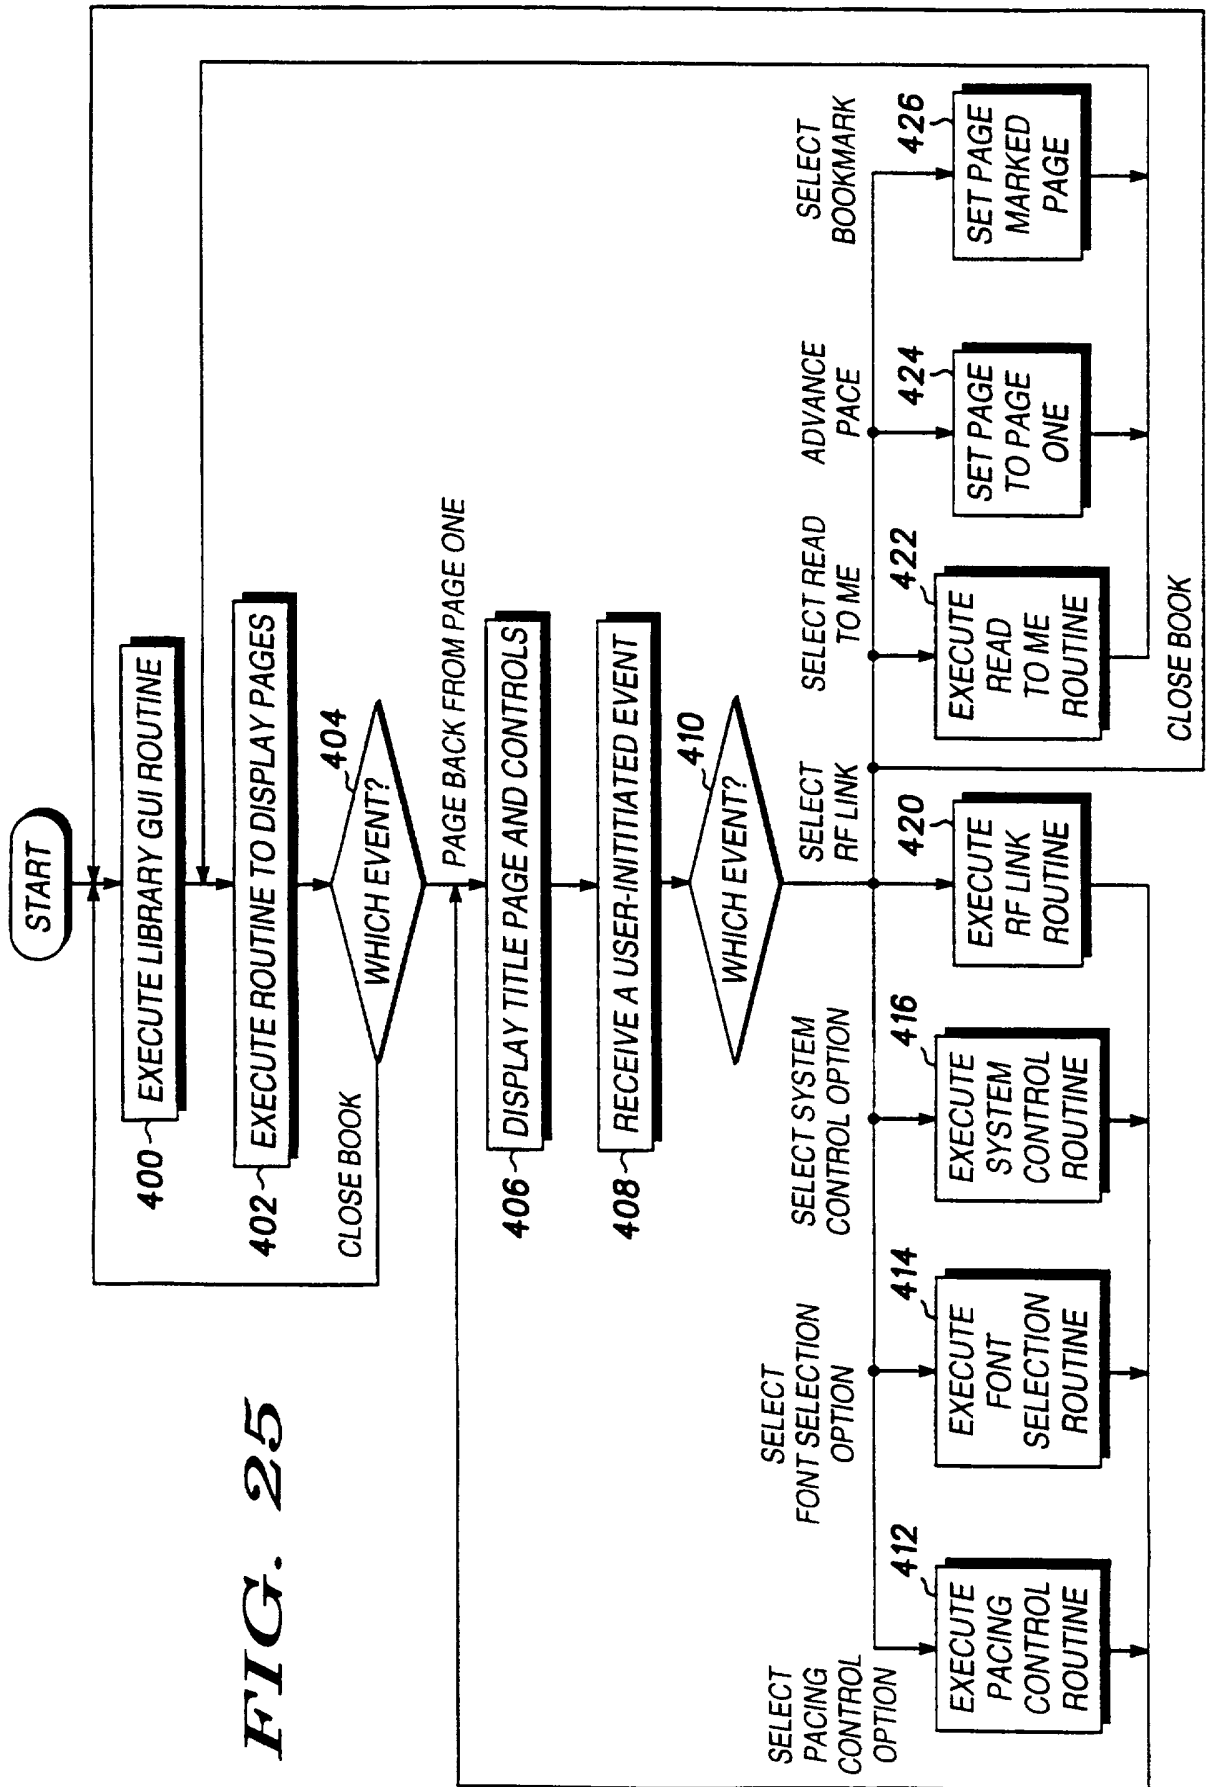 START
EXECUTE LIBRARY GUI ROUTINE
400
EXECUTE ROUTINE TO DISPLAY PAGES
402
WHICH EVENT?
404
CLOSE BOOK
PAGE BACK FROM PAGE ONE
DISPLAY TITLE PAGE AND CONTROLS
406
RECEIVE A USER-INITIATED EVENT
408
WHICH EVENT?
410
SELECT
PACING
CONTROL
OPTION
412
EXECUTE
PACING
CONTROL
ROUTINE
SELECT
FONT SELECTION
OPTION
414
EXECUTE
FONT
SELECTION
ROUTINE
SELECT SYSTEM
CONTROL OPTION
416
EXECUTE
SYSTEM
CONTROL
ROUTINE
SELECT
RF LINK
420
EXECUTE
RF LINK
ROUTINE
SELECT READ
TO ME
422
EXECUTE
READ
TO ME
ROUTINE
ADVANCE
PACE
424
SET PAGE
TO PAGE
ONE
SELECT
BOOKMARK
426
SET PAGE
MARKED
PAGE
CLOSE BOOK
FIG. 25